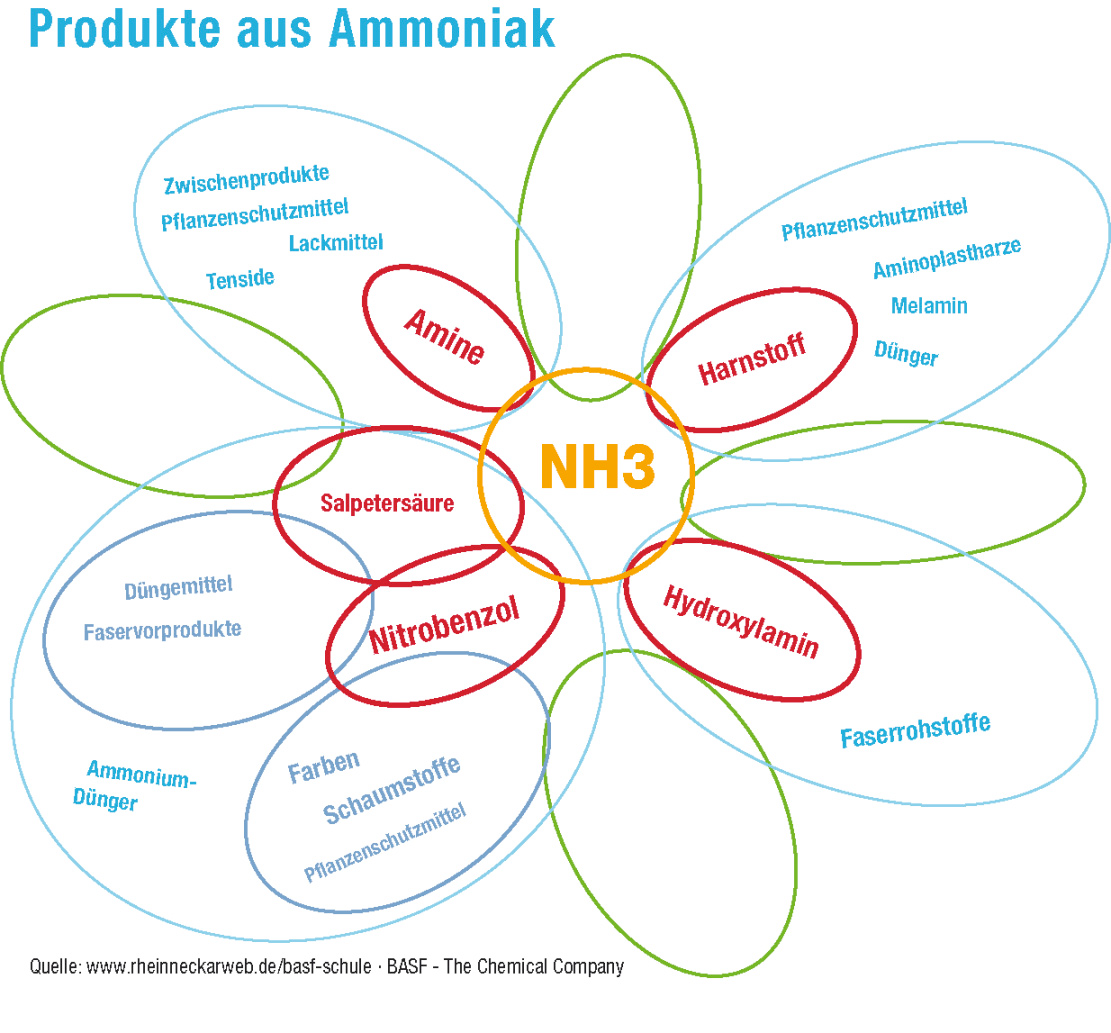 Produkte aus Ammoniak
Zwischenprodukte
Pflanzenschutzmittel
Lackmittel
Tenside
Amine
Pflanzenschutzmittel
Aminoplastharze
Melamin
Dünger
Harnstoff
NH3
Salpetersäure
Düngemittel
Faservorprodukte
Nitrobenzol
Hydroxylamin
Faserrohstoffe
Ammonium-
Dünger
Farben
Schaumstoffe
Pflanzenschutzmittel
Quelle: www.rheinneckarweb.de/basf-schule · BASF - The Chemical Company